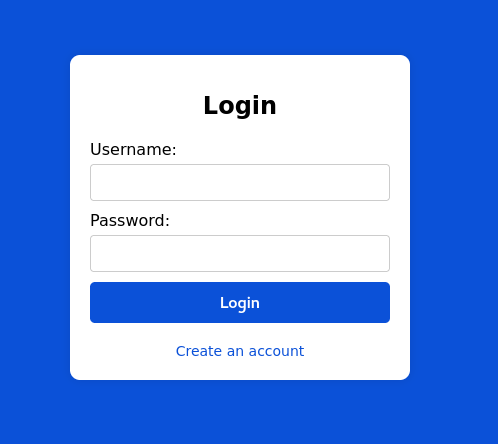 Login
Username:
Password:
Login
Create an account